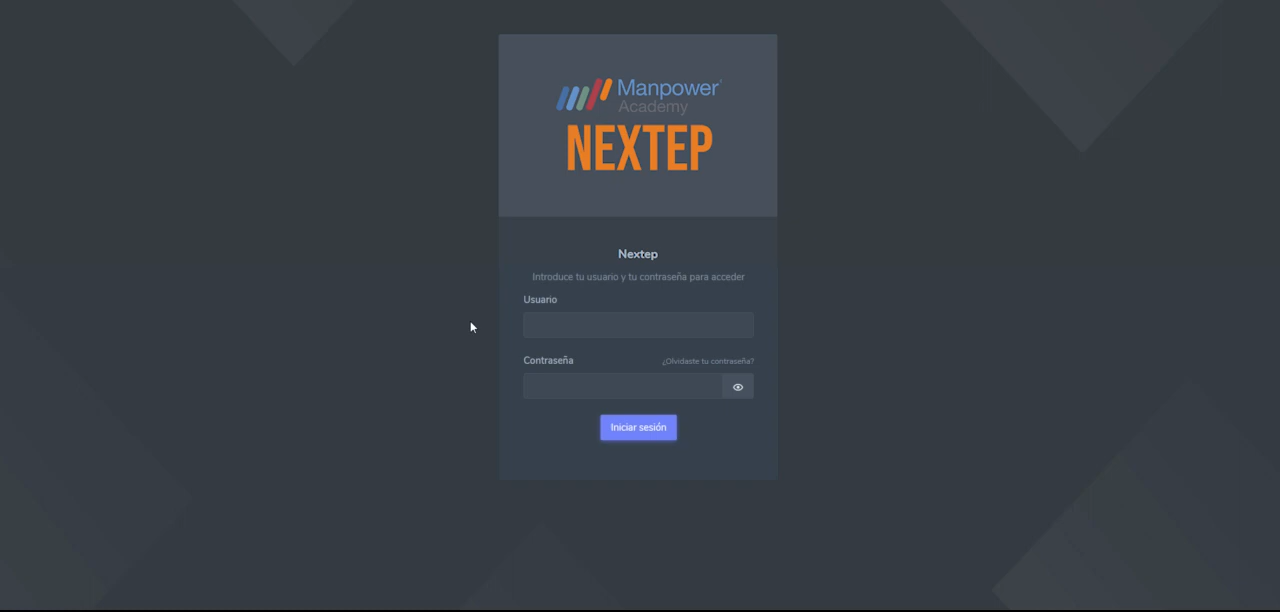 Manpower
Academy
NEXTEP
Nextep
Introduce tu usuario y tu contraseña para acceder
Usuario
Contraseña ¿Olvidaste tu contraseña?
Iniciar sesión